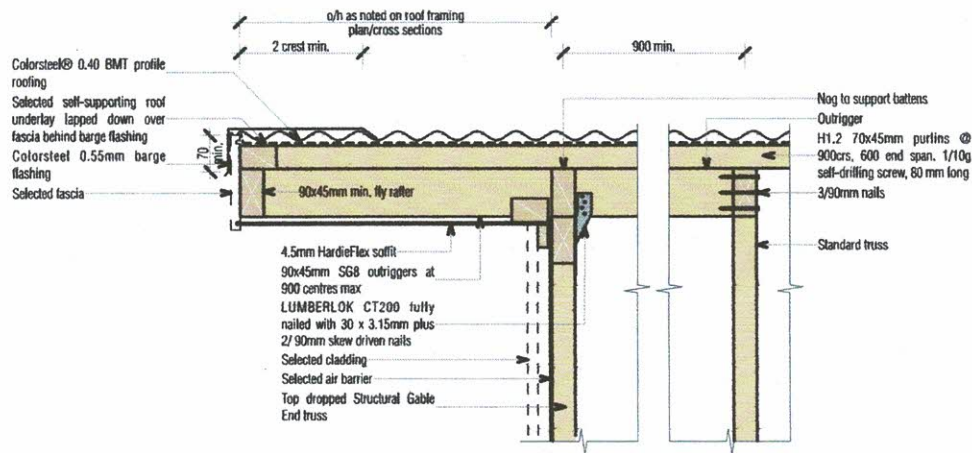 o/h as noted on roof framing
plan/cross sections
2 crest min.
900 min.
Colorsteel® 0.40 BMT profile
roofing
Selected self-supporting roof
underlay lapped down over
fascia behind barge flashing
Colorsteel 0.55mm barge
flashing
Selected fascia
70
min.
90x45mm min. fly rafter
Nog to support battens
Outrigger
H1.2 70x45mm purlins @
900crs, 600 end span. 1/10g
self-drilling screw, 80 mm long
3/90mm nails
Standard truss
4.5mm HardieFlex soffit
90x45mm SG8 outriggers at
900 centres max
LUMBERLOK CT200 fully
nailed with 30 x 3.15mm plus
2/ 90mm skew driven nails
Selected cladding
Selected air barrier
Top dropped Structural Gable
End truss